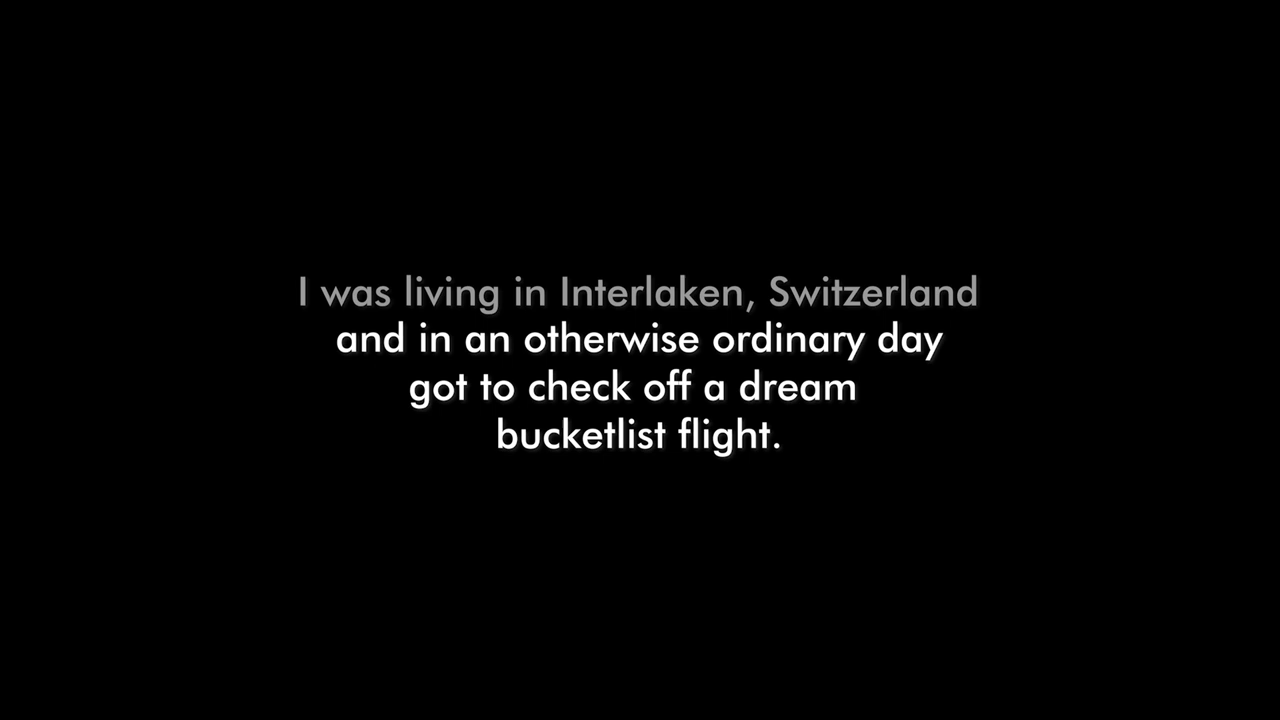 I was living in Interlaken, Switzerland
and in an otherwise ordinary day
got to check off a dream
bucketlist flight.